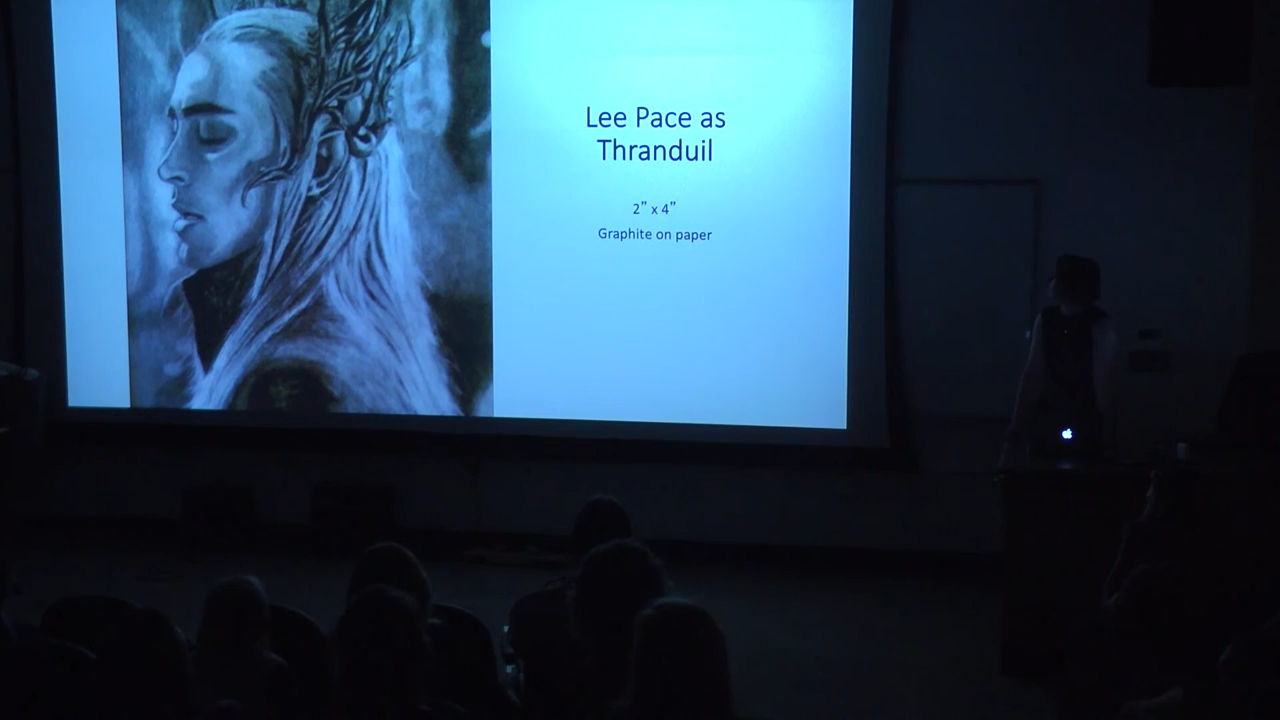 Lee Pace as
Thranduil
2” x 4”
Graphite on paper